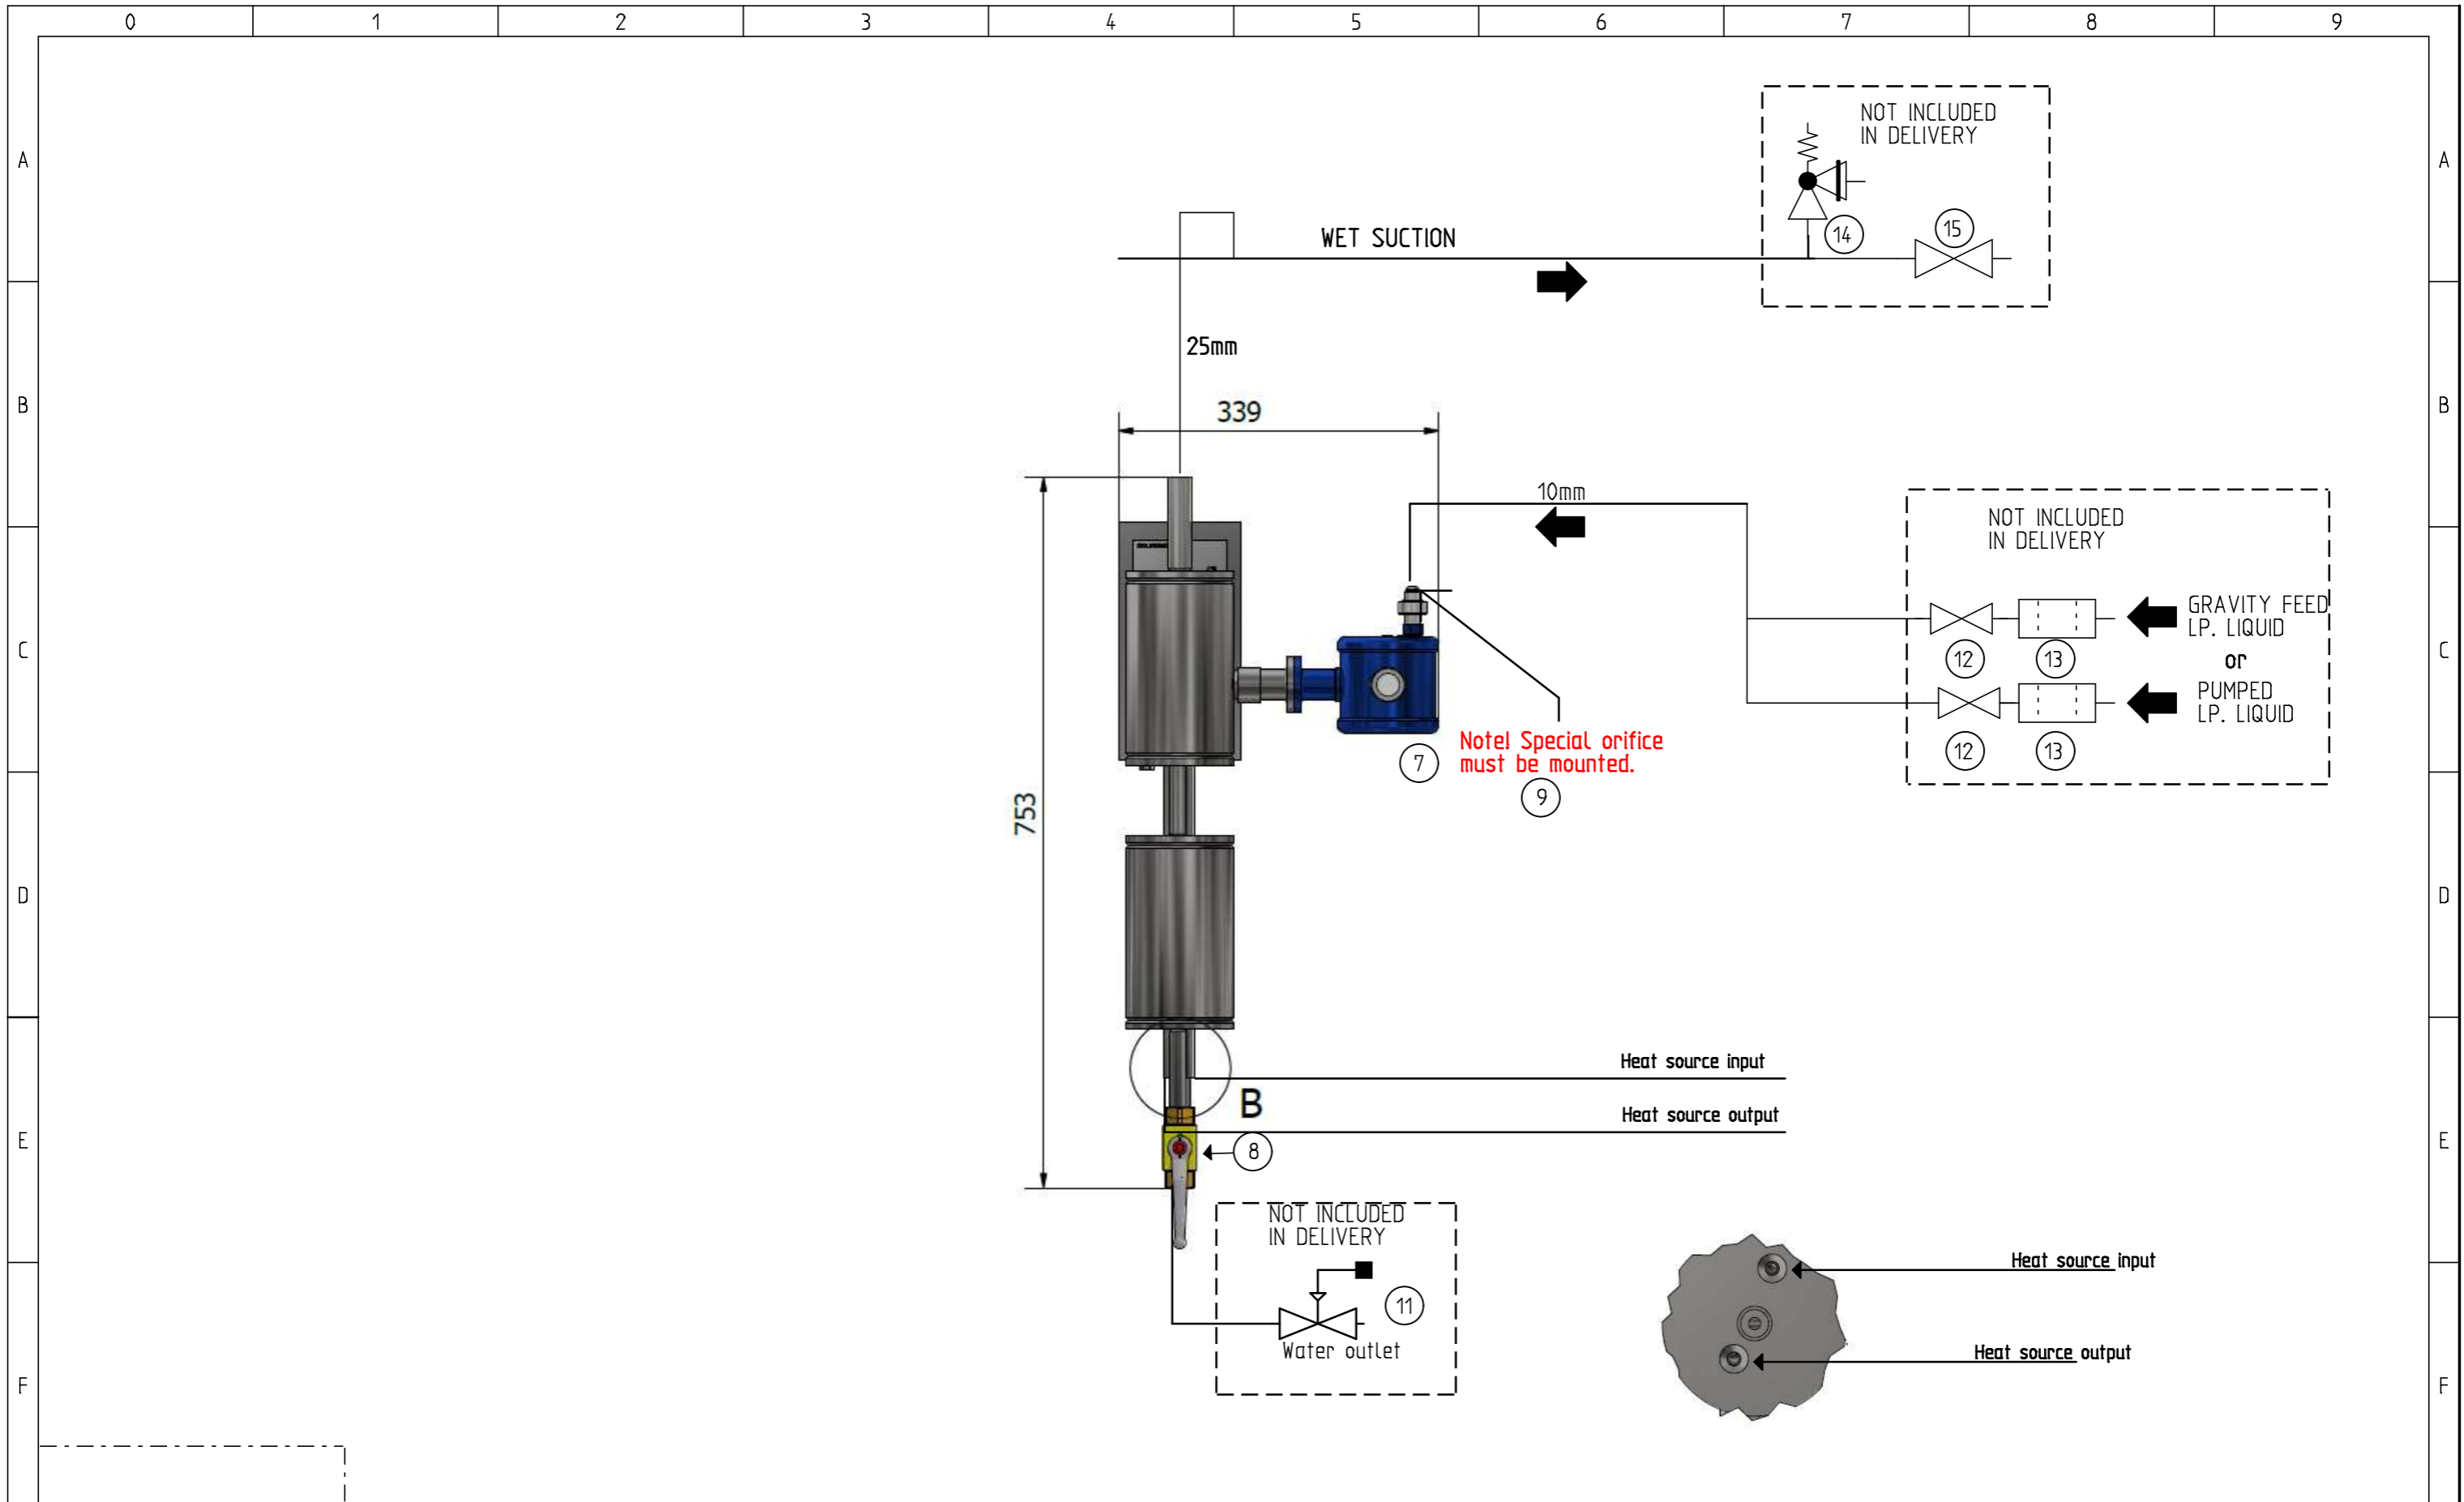 0 1 2 3 4 5 6 7 8 9
A A
NOT INCLUDED
IN DELIVERY
14
15
WET SUCTION
25mm
B B
339
10mm
NOT INCLUDED
IN DELIVERY
GRAVITY FEED
LP. LIQUID
or
PUMPED
LP. LIQUID
12
13
12
13
C C
7
Note! Special orifice
must be mounted.
9
753
D D
Heat source input
B
Heat source output
8
E E
NOT INCLUDED
IN DELIVERY
11
Water outlet
Heat source input
Heat source output
F F